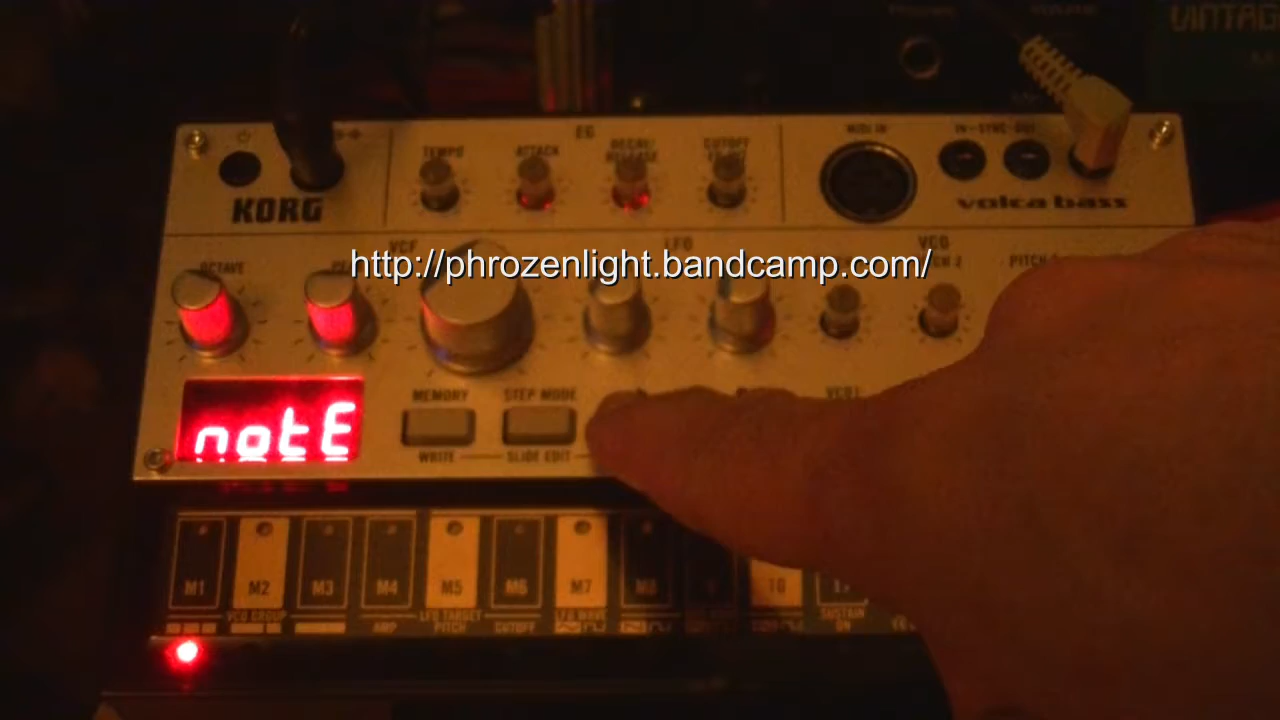 VINTAG
EG
TEMPO
ATTACK
DECAY/
RELEASE
CUTOFF
MIDI IN
IN-SYNC-OUT
KORG
volca bass
VCF
LFO
VCO
OCTAVE
http://phrozenlight.bandcamp.com/
notE
MEMORY
STEP MODE
VCO1
WRITE
SLIDE EDIT
M1
M2
M3
M4
M5
M6
M7
M8
10
VCO GROUP
LFO TARGET
LFO WAVE
SUSTAIN
AMP
PITCH
CUTOFF
ON